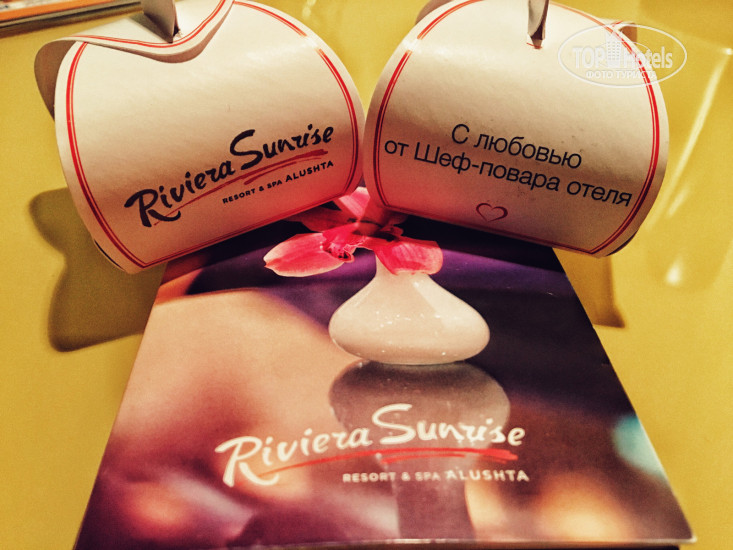 Riviera Sunrise
RESORT & SPA ALUSHTA
С любовью
от Шеф-повара отеля
Riviera Sunrise
RESORT & SPA ALUSHTA
TOP Hotels
ФОТО ТУРИСТА